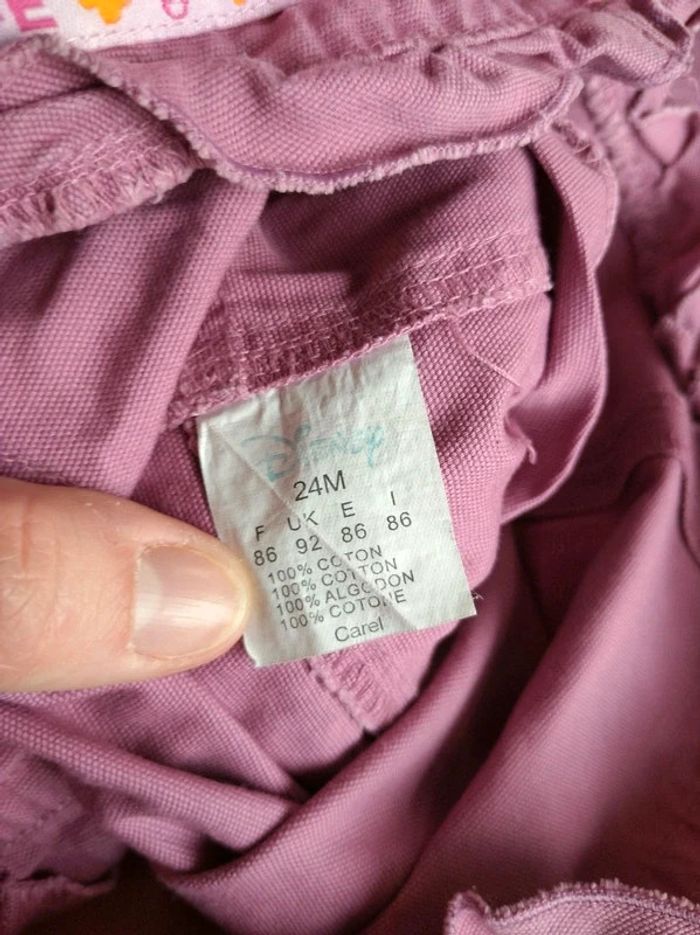 E
Disney
24M
F UK E I
86 92 86 86
100% COTON
100% COTTON
100% ALGODON
100% COTONE
Carel